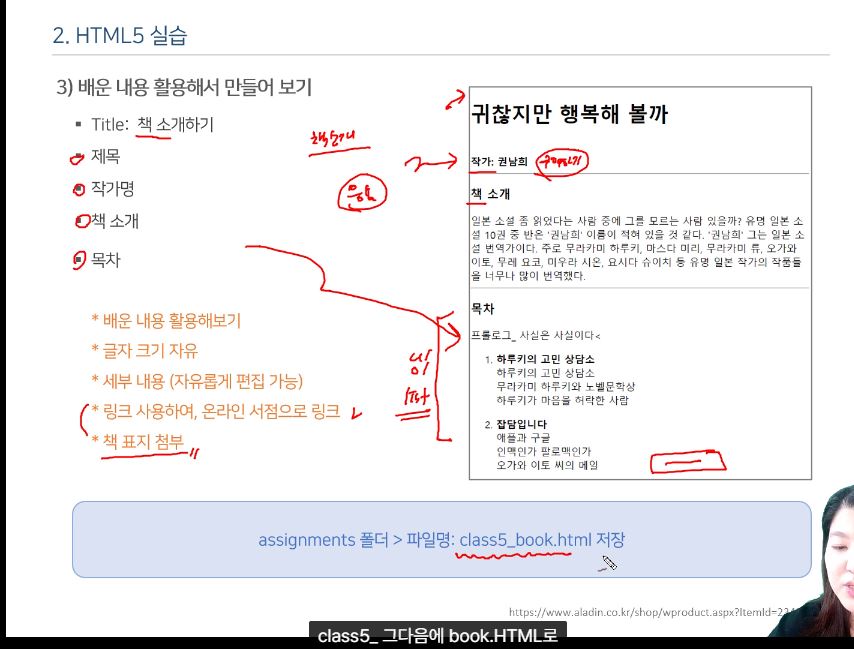 2. HTML5 실습
3) 배운 내용 활용해서 만들어 보기
▪ Title: 책 소개하기
▪ 제목
▪ 작가명
▪ 책 소개
▪ 목차
책소개
* 배운 내용 활용해보기
* 글자 크기 자유
* 세부 내용 (자유롭게 편집 가능)
* 링크 사용하여, 온라인 서점으로 링크
* 책 표지 첨부
귀찮지만 행복해 볼까
작가: 권남희
구매하기
책 소개
일본 소설 좀 읽었다는 사람 중에 그를 모르는 사람 있을까? 유명 일본 소
설 10권 중 반은 '권남희' 이름이 적혀 있을 것 같다. '권남희' 그는 일본 소
설 번역가이다. 주로 무라카미 하루키, 마스다 미리, 무라카미 류, 오가와
이토, 무레 요코, 미우라 시온, 요시다 슈이치 등 유명 일본 작가의 작품들
을 너무나 많이 번역했다.
목차
프롤로그_ 사실은 사실이다<
1. 하루키의 고민 상담소
하루키의 고민 상담소
무라카미 하루키와 노벨문학상
하루키가 마음을 허락한 사람
2. 잡담입니다
애플과 구글
인맥인가 팔로맥인가
오가와 이토 씨의 메일
assignments 폴더 > 파일명: class5_book.html 저장
https://www.aladin.co.kr/shop/wproduct.aspx?ItemId=22
class5_ 그다음에 book.HTML로